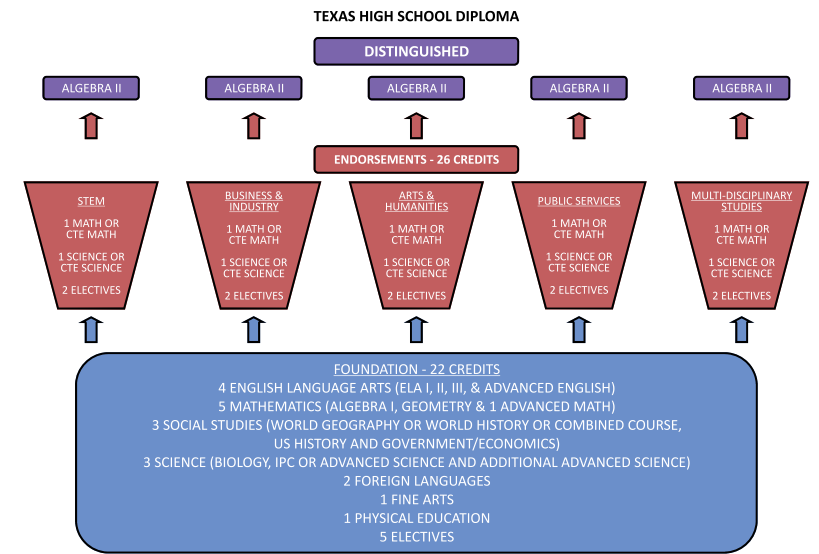 TEXAS HIGH SCHOOL DIPLOMA
DISTINGUISHED
ALGEBRA II
ALGEBRA II
ALGEBRA II
ALGEBRA II
ALGEBRA II
ENDORSEMENTS - 26 CREDITS
STEM
1 MATH OR
CTE MATH
1 SCIENCE OR
CTE SCIENCE
2 ELECTIVES
BUSINESS &
INDUSTRY
1 MATH OR
CTE MATH
1 SCIENCE OR
CTE SCIENCE
2 ELECTIVES
ARTS &
HUMANITIES
1 MATH OR
CTE MATH
1 SCIENCE OR
CTE SCIENCE
2 ELECTIVES
PUBLIC SERVICES
1 MATH OR
CTE MATH
1 SCIENCE OR
CTE SCIENCE
2 ELECTIVES
MULTI-DISCIPLINARY
STUDIES
1 MATH OR
CTE MATH
1 SCIENCE OR
CTE SCIENCE
2 ELECTIVES
FOUNDATION - 22 CREDITS
4 ENGLISH LANGUAGE ARTS (ELA I, II, III, & ADVANCED ENGLISH)
5 MATHEMATICS (ALGEBRA I, GEOMETRY & 1 ADVANCED MATH)
3 SOCIAL STUDIES (WORLD GEOGRAPHY OR WORLD HISTORY OR COMBINED COURSE,
US HISTORY AND GOVERNMENT/ECONOMICS)
3 SCIENCE (BIOLOGY, IPC OR ADVANCED SCIENCE AND ADDITIONAL ADVANCED SCIENCE)
2 FOREIGN LANGUAGES
1 FINE ARTS
1 PHYSICAL EDUCATION
5 ELECTIVES